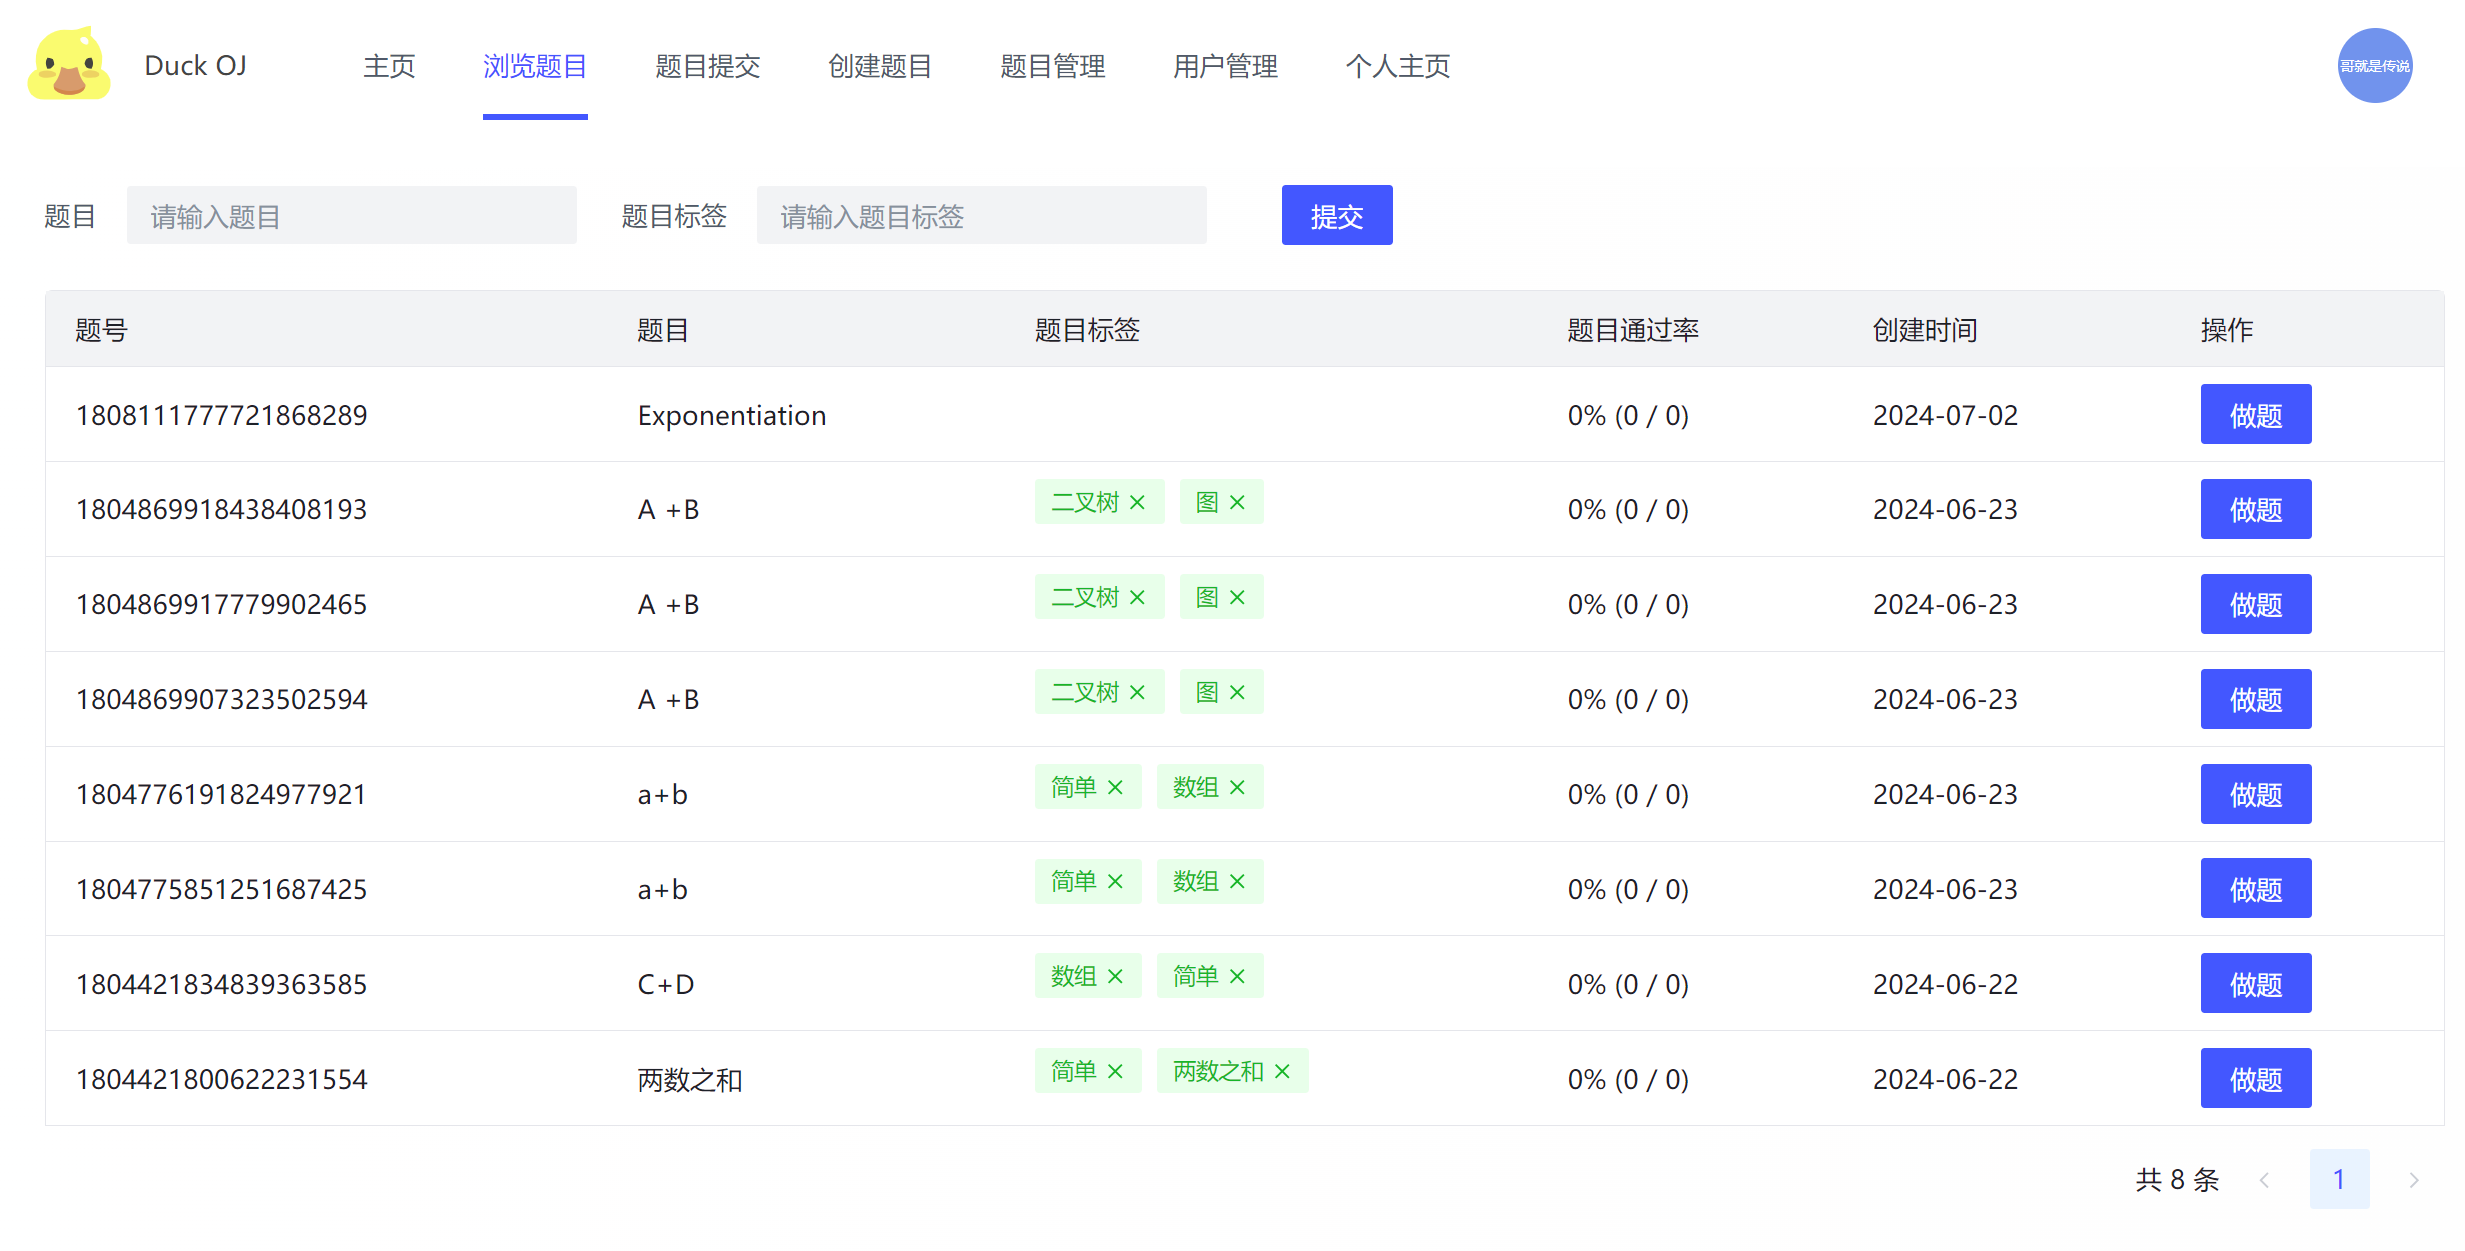 Duck OJ 主页 浏览题目 题目提交 创建题目 题目管理 用户管理 个人主页 哥就是传说
题目 请输入题目 题目标签 请输入题目标签 提交
题号 题目 题目标签 题目通过率 创建时间 操作
1808111777721868289 Exponentiation 0% (0 / 0) 2024-07-02 做题
1804869918438408193 A +B 二叉树 图 0% (0 / 0) 2024-06-23 做题
1804869917779902465 A +B 二叉树 图 0% (0 / 0) 2024-06-23 做题
1804869907323502594 A +B 二叉树 图 0% (0 / 0) 2024-06-23 做题
1804776191824977921 a+b 简单 数组 0% (0 / 0) 2024-06-23 做题
1804775851251687425 a+b 简单 数组 0% (0 / 0) 2024-06-23 做题
1804421834839363585 C+D 数组 简单 0% (0 / 0) 2024-06-22 做题
1804421800622231554 两数之和 简单 两数之和 0% (0 / 0) 2024-06-22 做题
共 8 条 1